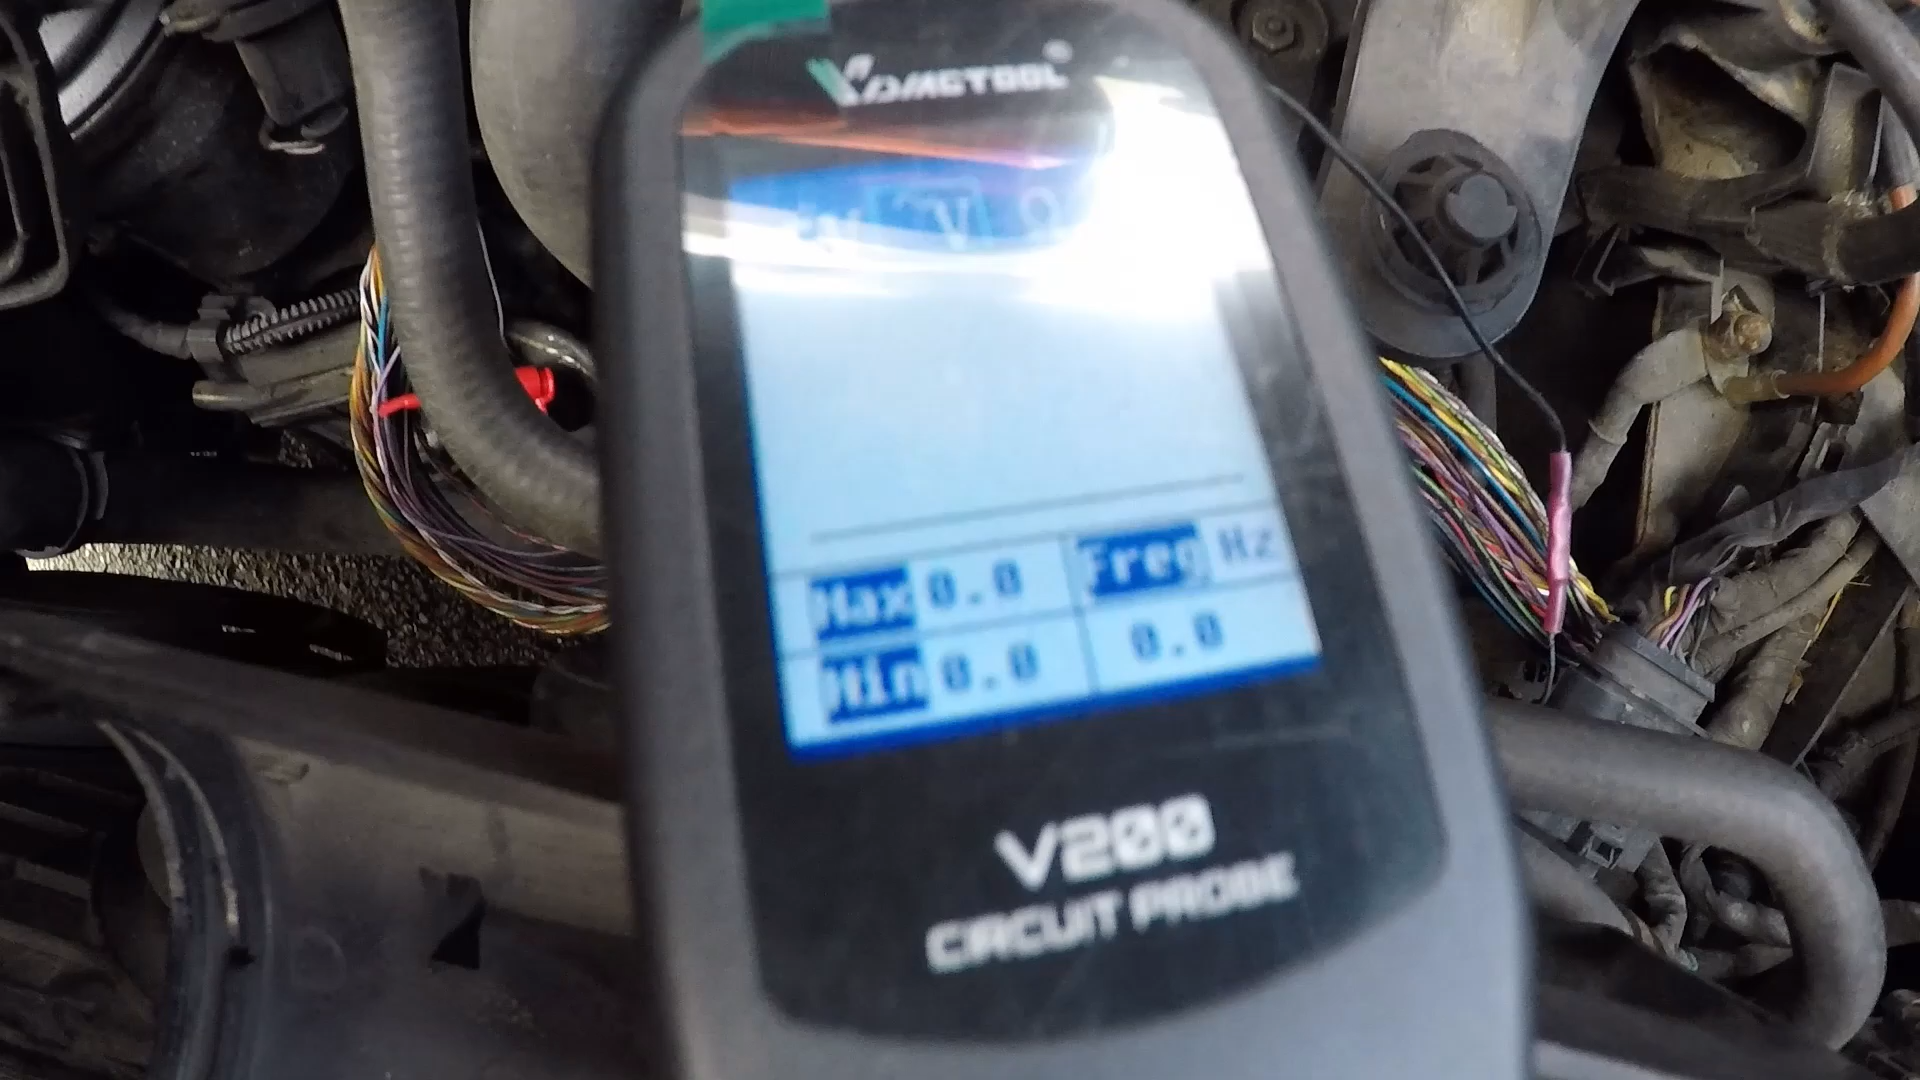 VDIAGTOOL
V
Max 0.0 Freq Hz
Min 0.0 0.0
V200
CIRCUIT PROBE